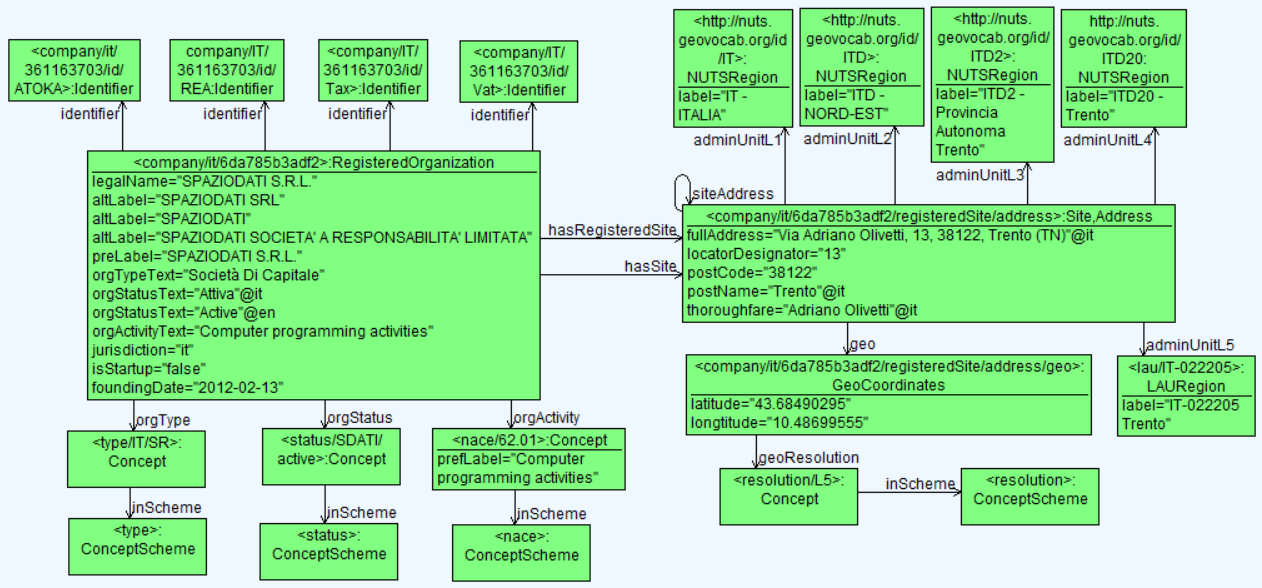 <company/it/
361163703/id/
ATOKA>:Identifier
company/IT/
361163703/id/
REA:Identifier
<company/IT/
361163703/id/
Tax>:Identifier
<company/IT/
361163703/id/
Vat>:Identifier
identifier
identifier
identifier
identifier
<http://nuts.
geovocab.org/id
/IT>:
NUTSRegion
label="IT -
ITALIA"
<http://nuts.
geovocab.org/id/
ITD>:
NUTSRegion
label="ITD -
NORD-EST"
<http://nuts.
geovocab.org/id/
ITD2>:
NUTSRegion
label="ITD2 -
Provincia
Autonoma
Trento"
http://nuts.
geovocab.org/id/
ITD20:
NUTSRegion
label="ITD20 -
Trento"
adminUnitL1
adminUnitL2
adminUnitL3
adminUnitL4
<company/it/6da785b3adf2>:RegisteredOrganization
legalName="SPAZIODATI S.R.L."
altLabel="SPAZIODATI SRL"
altLabel="SPAZIODATI"
altLabel="SPAZIODATI SOCIETA' A RESPONSABILITA' LIMITATA"
preLabel="SPAZIODATI S.R.L."
orgTypeText="Società Di Capitale"
orgStatusText="Attiva"@it
orgStatusText="Active"@en
orgActivityText="Computer programming activities"
jurisdiction="it"
isStartup="false"
foundingDate="2012-02-13"
hasRegisteredSite
hasSite
siteAddress
<company/it/6da785b3adf2/registeredSite/address>:Site,Address
fullAddress="Via Adriano Olivetti, 13, 38122, Trento (TN)"@it
locatorDesignator="13"
postCode="38122"
postName="Trento"@it
thoroughfare="Adriano Olivetti"@it
geo
adminUnitL5
<company/it/6da785b3adf2/registeredSite/address/geo>:
GeoCoordinates
latitude="43.68490295"
longtitude="10.48699555"
<lau/IT-022205>:
LAURegion
label="IT-022205
Trento"
orgType
orgStatus
orgActivity
<type/IT/SR>:
Concept
<status/SDATI/
active>:Concept
<nace/62.01>:Concept
prefLabel="Computer
programming activities"
geoResolution
<resolution/L5>:
Concept
inScheme
<resolution>:
ConceptScheme
inScheme
inScheme
inScheme
<type>:
ConceptScheme
<status>:
ConceptScheme
<nace>:
ConceptScheme